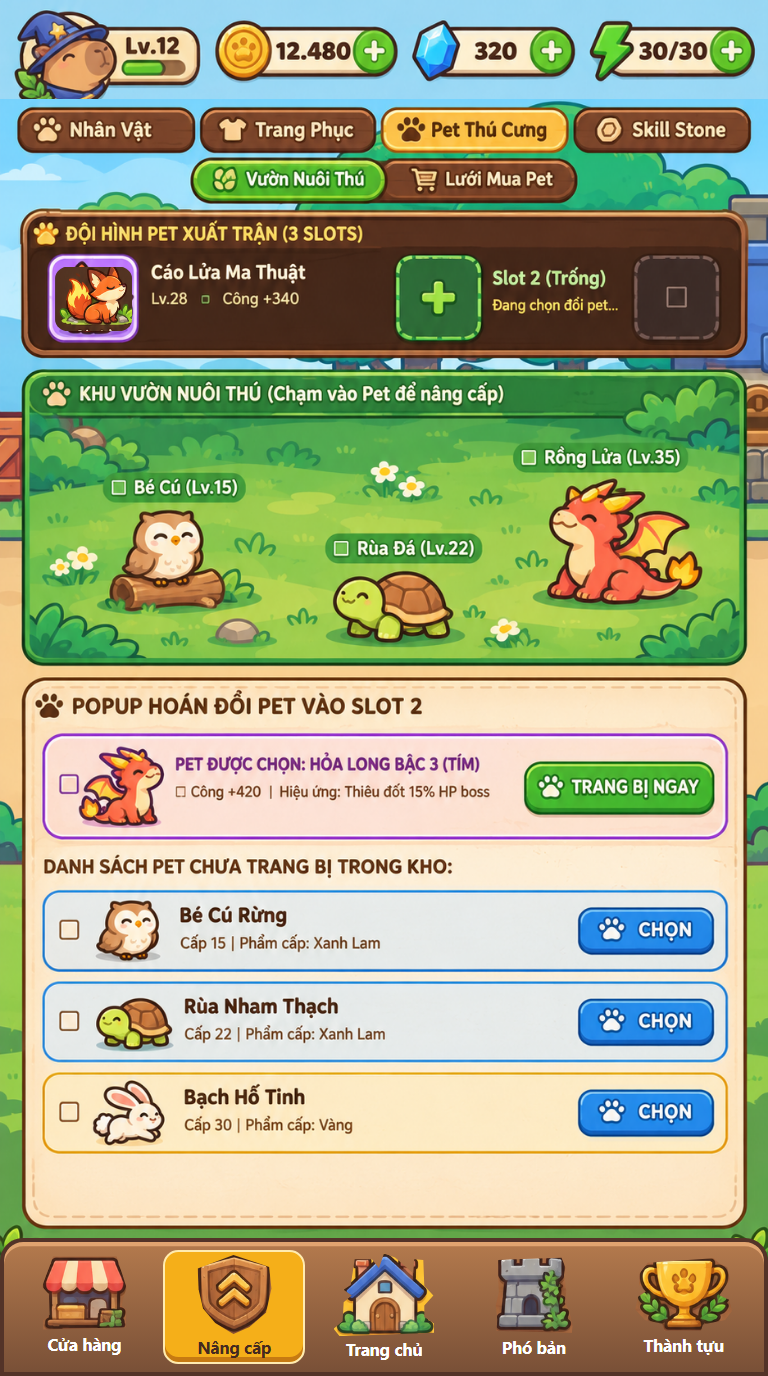 Lv.12
12.480
320
30/30
Nhân Vật
Trang Phục
Pet Thú Cưng
Skill Stone
Vườn Nuôi Thú
Lưới Mua Pet
ĐỘI HÌNH PET XUẤT TRẬN (3 SLOTS)
Cáo Lửa Ma Thuật
Lv.28 □ Công +340
Slot 2 (Trống)
Đang chọn đổi pet...
KHU VƯỜN NUÔI THÚ (Chạm vào Pet để nâng cấp)
Rồng Lửa (Lv.35)
Bé Cú (Lv.15)
Rùa Đá (Lv.22)
POPUP HOÁN ĐỔI PET VÀO SLOT 2
PET ĐƯỢC CHỌN: HỎA LONG BẬC 3 (TÍM)
□ Công +420 | Hiệu ứng: Thiêu đốt 15% HP boss
TRANG BỊ NGAY
DANH SÁCH PET CHƯA TRANG BỊ TRONG KHO:
Bé Cú Rừng
Cấp 15 | Phẩm cấp: Xanh Lam
CHỌN
Rùa Nham Thạch
Cấp 22 | Phẩm cấp: Xanh Lam
CHỌN
Bạch Hố Tinh
Cấp 30 | Phẩm cấp: Vàng
CHỌN
Cửa hàng
Nâng cấp
Trang chủ
Phó bản
Thành tựu